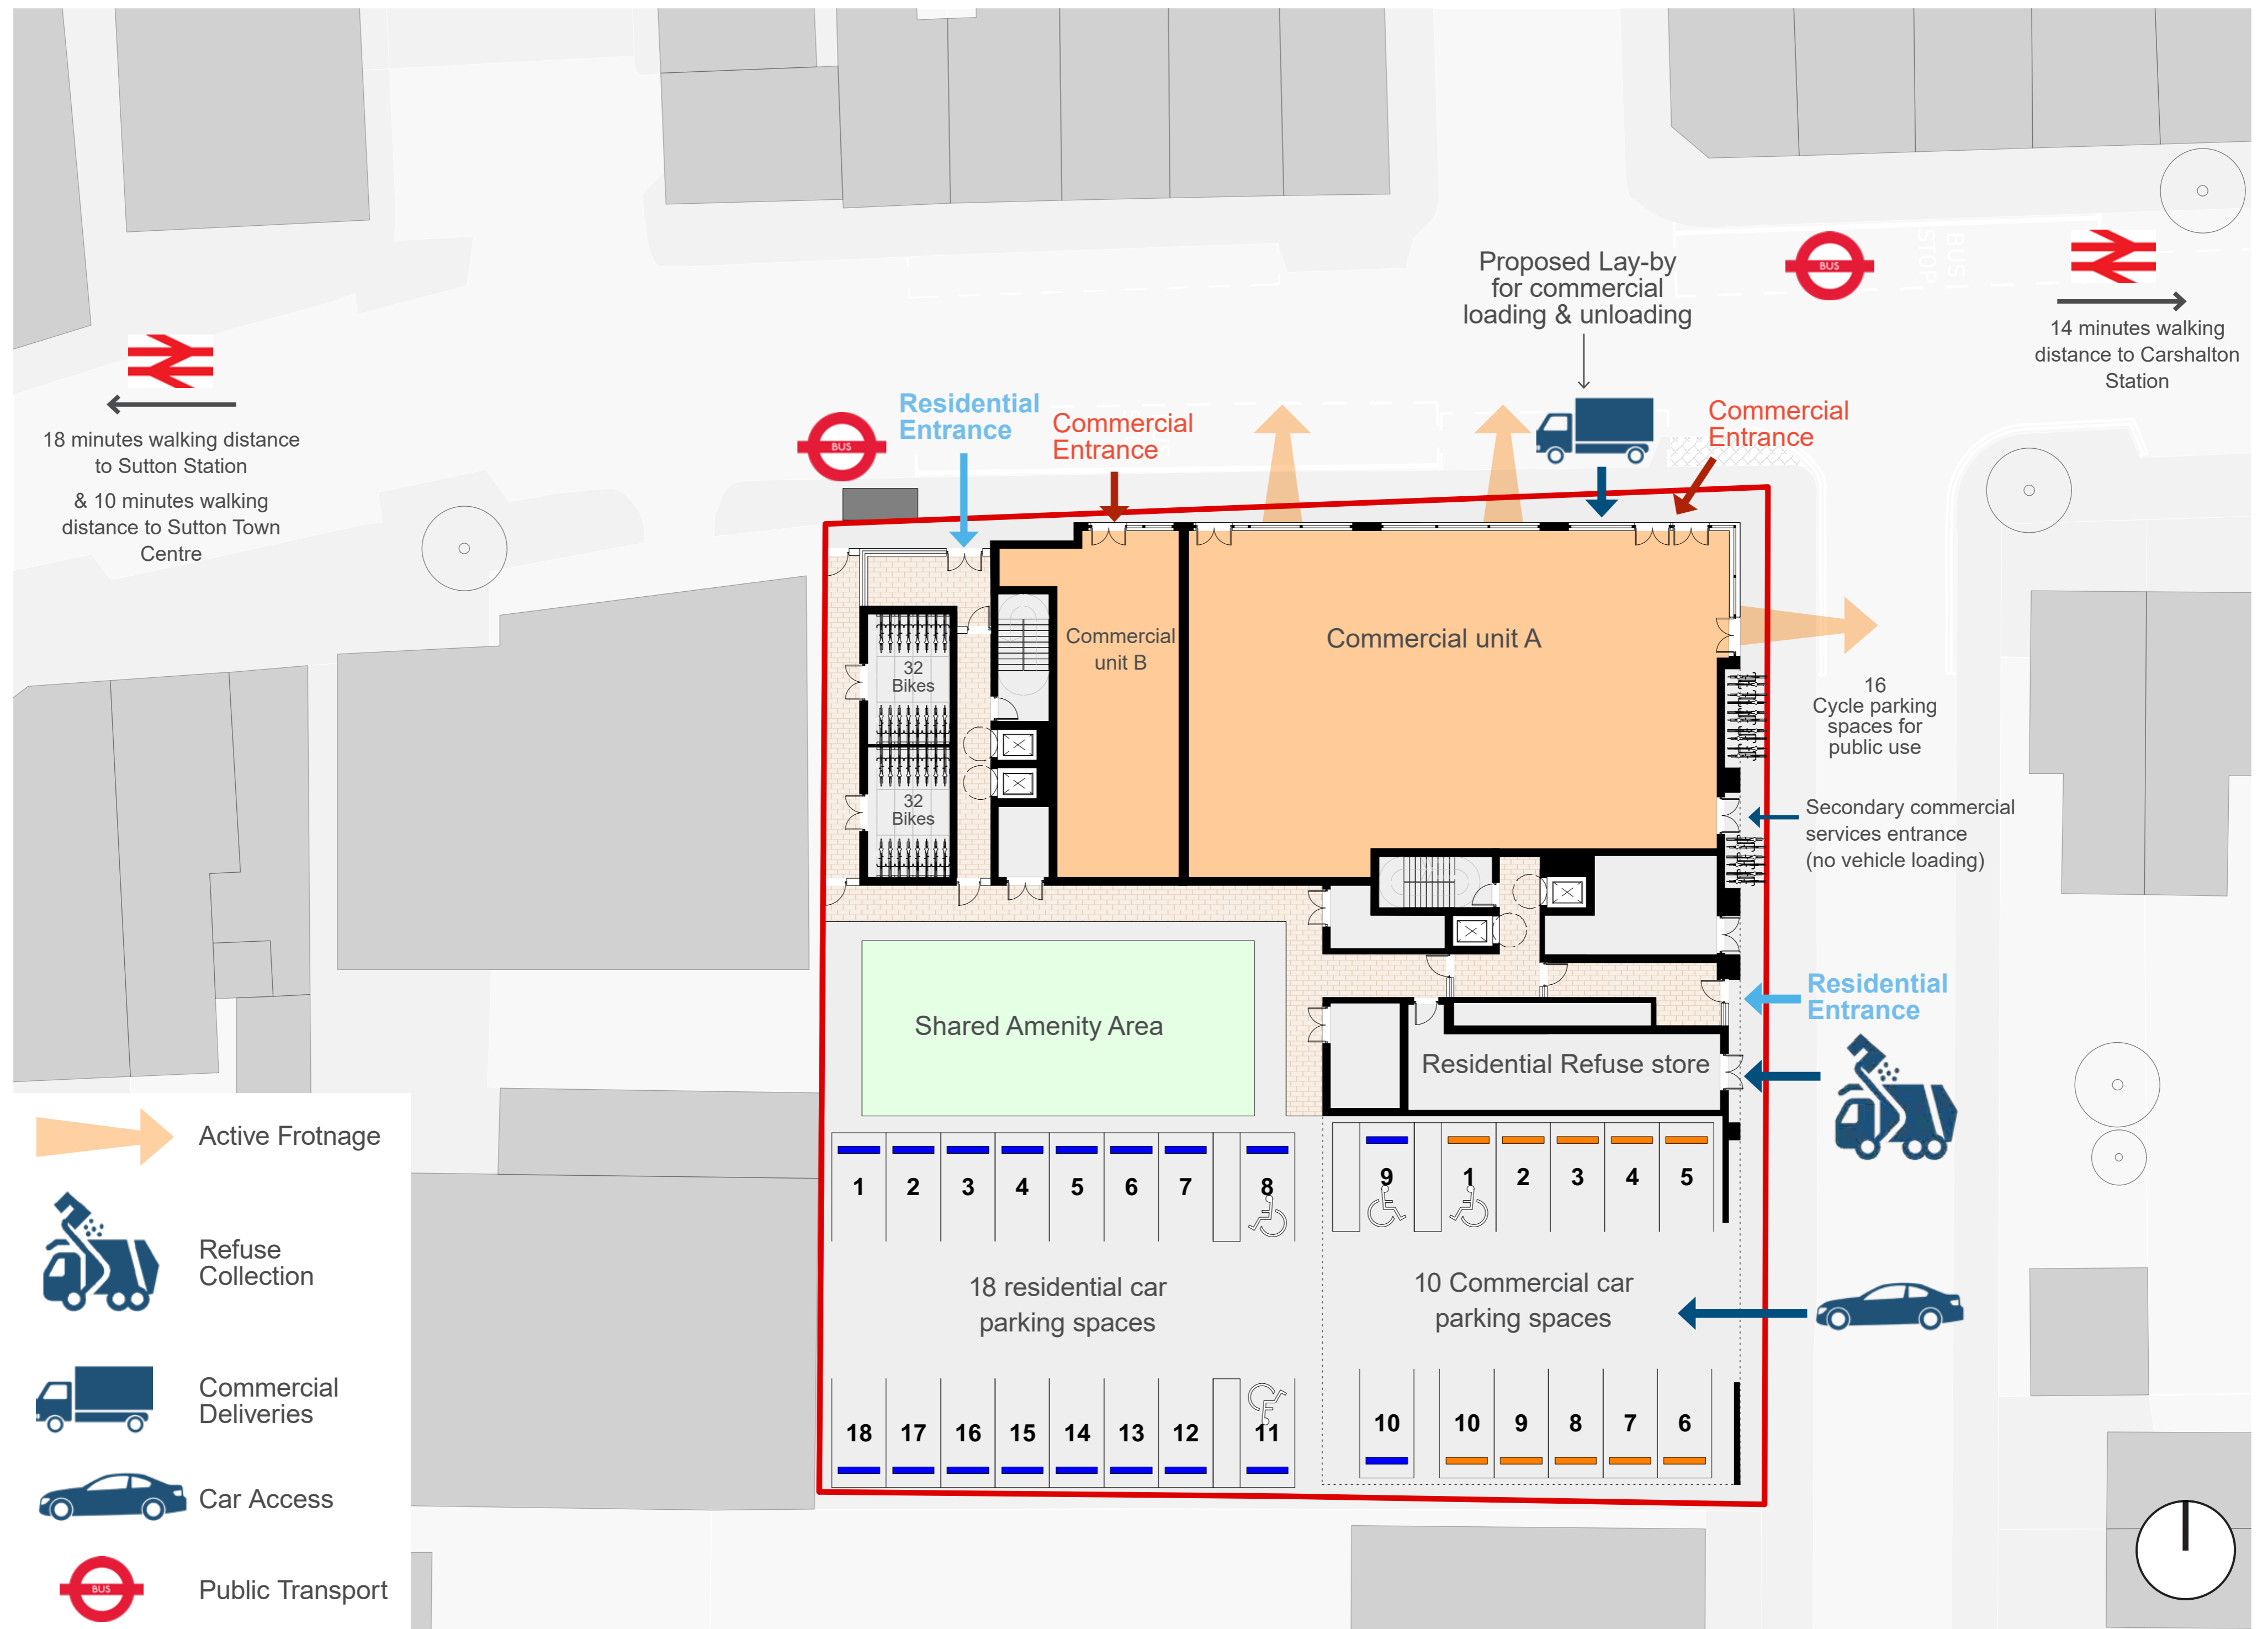 Proposed Lay-by
for commercial
loading & unloading
BUS
BUS
STOP
14 minutes walking
distance to Carshalton
Station
18 minutes walking distance
to Sutton Station
& 10 minutes walking
distance to Sutton Town
Centre
BUS
Residential
Entrance
Commercial
Entrance
Commercial
Entrance
Commercial
unit B
Commercial unit A
32
Bikes
32
Bikes
16
Cycle parking
spaces for
public use
Secondary commercial
services entrance
(no vehicle loading)
Residential
Entrance
Shared Amenity Area
Residential Refuse store
1 2 3 4 5 6 7 8 9 1 2 3 4 5
18 residential car
parking spaces
10 Commercial car
parking spaces
18 17 16 15 14 13 12 11 10 10 9 8 7 6
Active Frotnage
Refuse
Collection
Commercial
Deliveries
Car Access
BUS
Public Transport